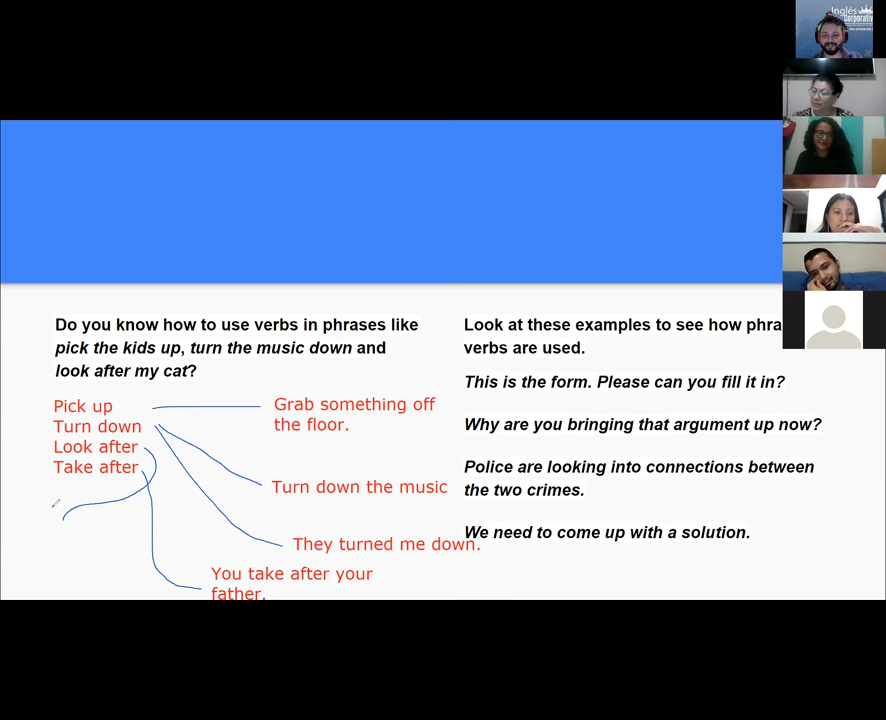 Inglés
Corporativo
Do you know how to use verbs in phrases like
pick the kids up, turn the music down and
look after my cat?
Pick up
Turn down
Look after
Take after
Grab something off
the floor.
Turn down the music
They turned me down.
You take after your
father.
Look at these examples to see how phra
verbs are used.
This is the form. Please can you fill it in?
Why are you bringing that argument up now?
Police are looking into connections between
the two crimes.
We need to come up with a solution.